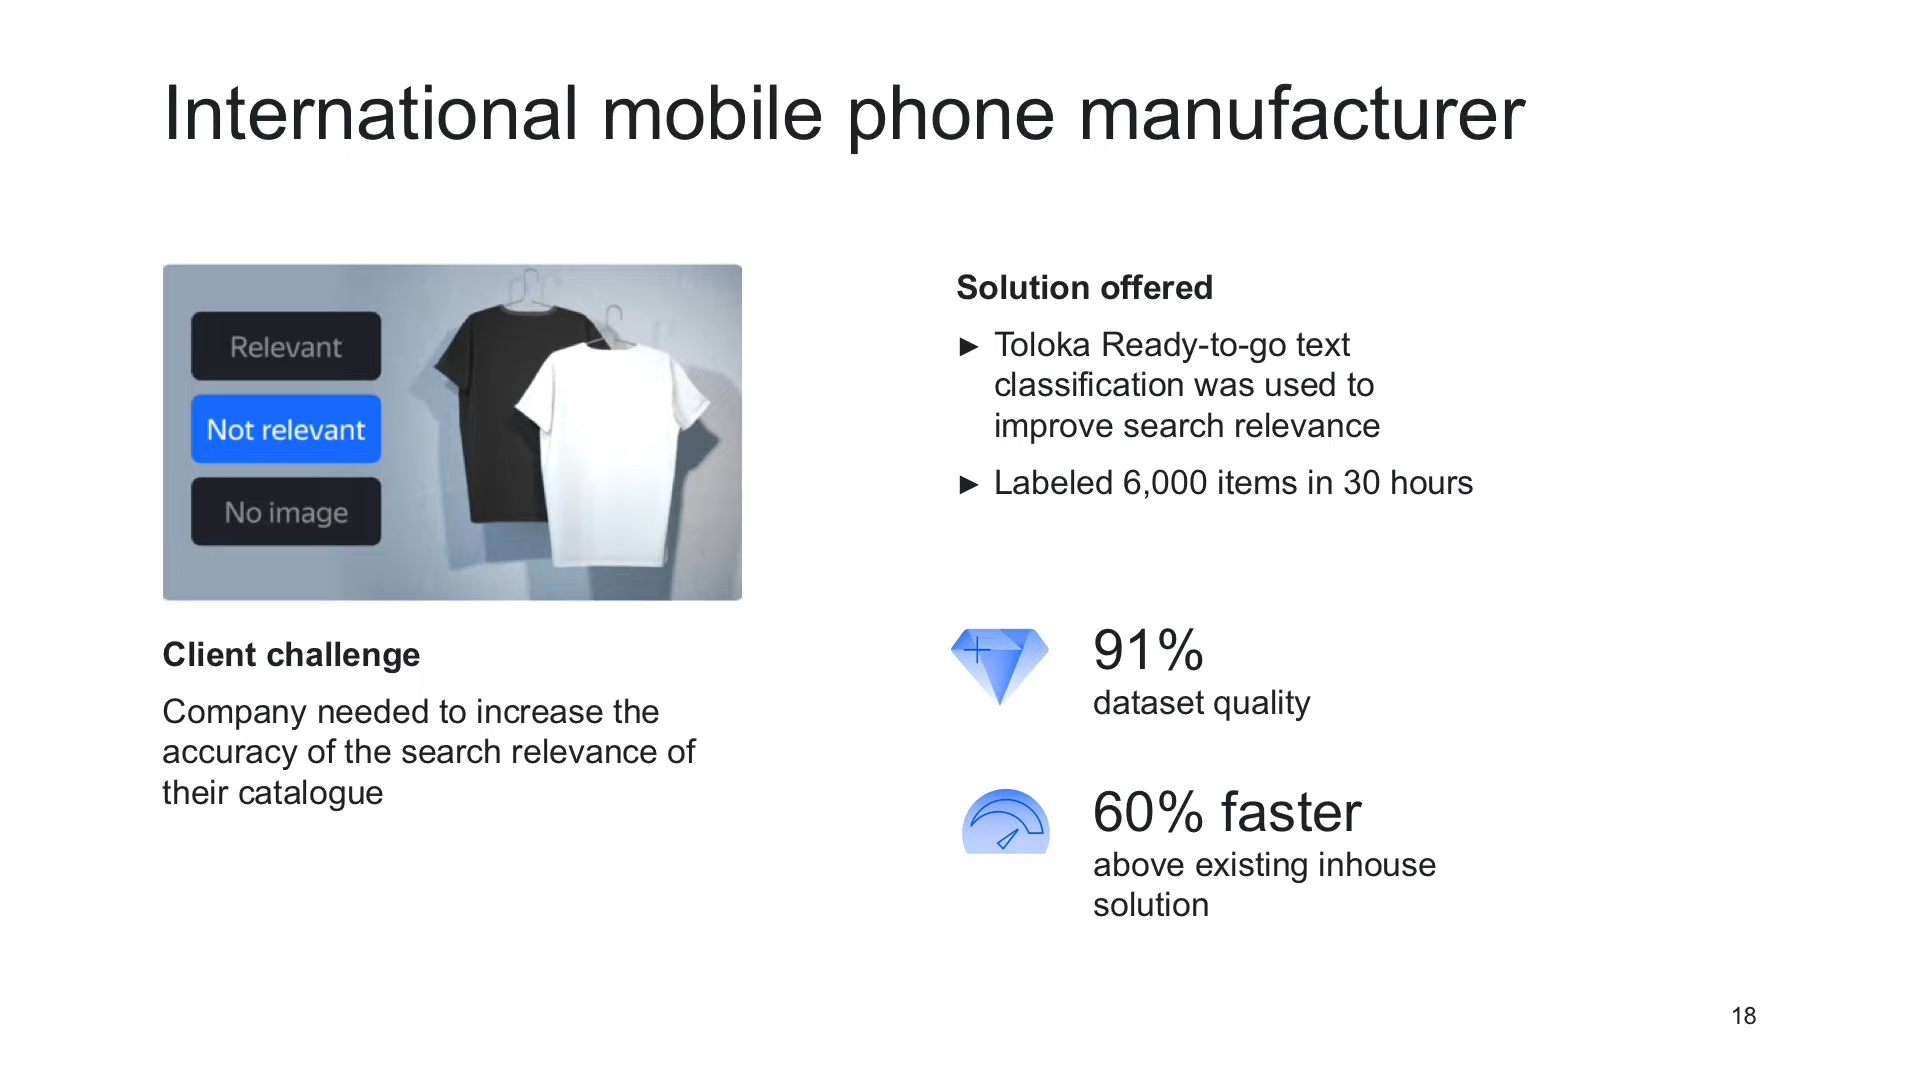 International mobile phone manufacturer
Relevant
Not relevant
No image
Client challenge
Company needed to increase the
accuracy of the search relevance of
their catalogue
Solution offered
► Toloka Ready-to-go text
classification was used to
improve search relevance
► Labeled 6,000 items in 30 hours
91%
dataset quality
60% faster
above existing inhouse
solution
18